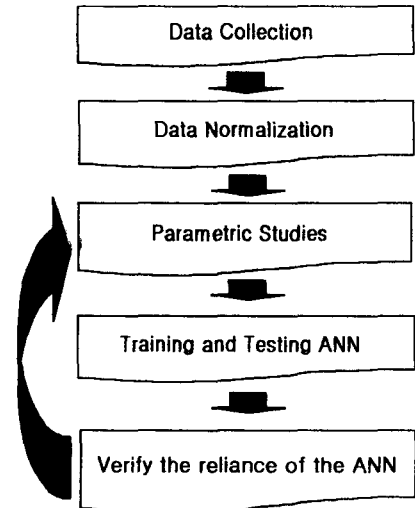 Data Collection
Data Normalization
Parametric Studies
Training and Testing ANN
Verify the reliance of the ANN